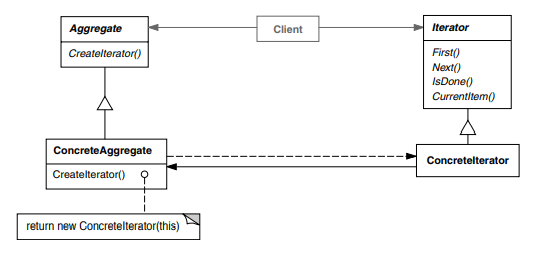 Aggregate
CreateIterator()
Client
Iterator
First()
Next()
IsDone()
CurrentItem()
ConcreteAggregate
CreateIterator()
ConcreteIterator
return new ConcreteIterator(this)